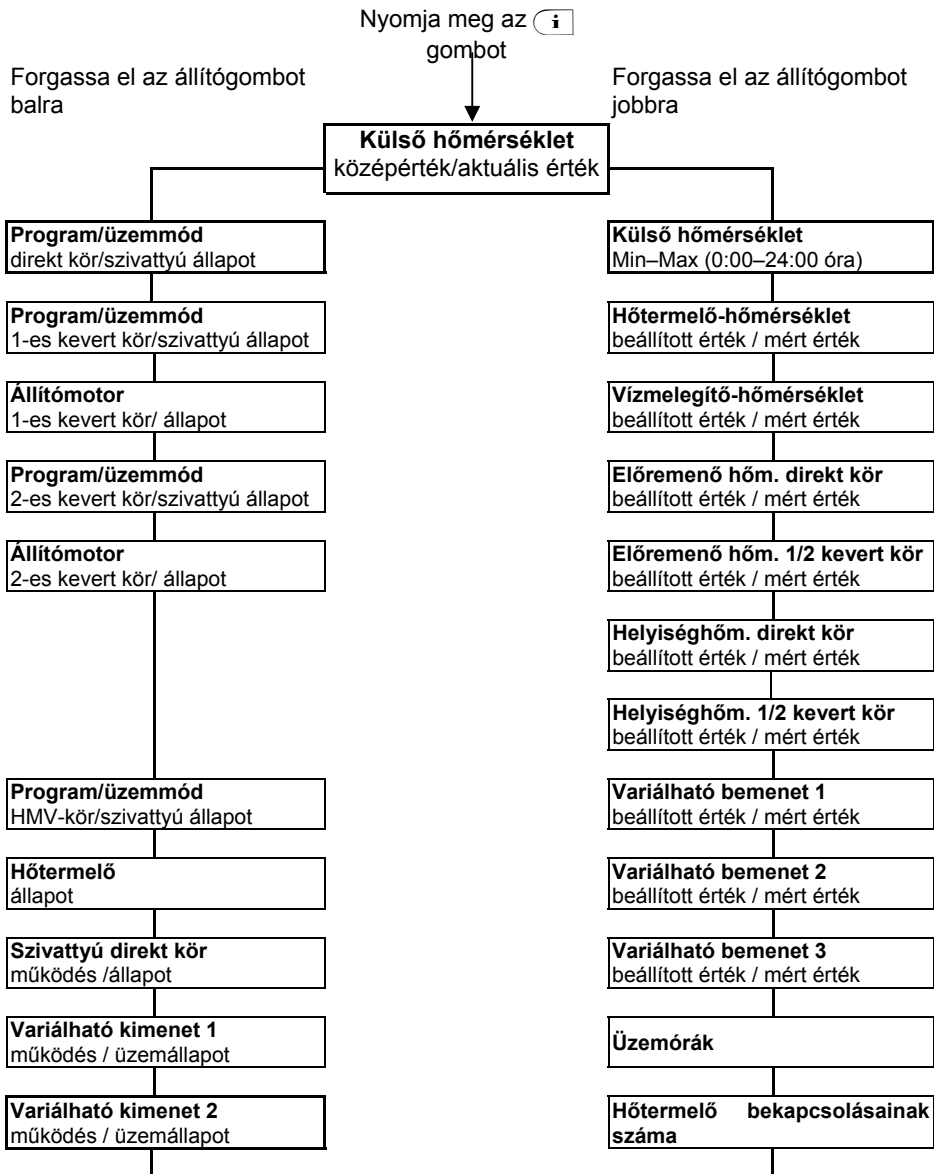 Nyomja meg az i
gombot
Forgassa el az állítógombot
balra
Forgassa el az állítógombot
jobbra
Külső hőmérséklet
középérték/aktuális érték
Program/üzemmód
direkt kör/szivattyú állapot
Program/üzemmód
1-es kevert kör/szivattyú állapot
Állítómotor
1-es kevert kör/ állapot
Program/üzemmód
2-es kevert kör/szivattyú állapot
Állítómotor
2-es kevert kör/ állapot
Program/üzemmód
HMV-kör/szivattyú állapot
Hőtermelő
állapot
Szivattyú direkt kör
működés /állapot
Variálható kimenet 1
működés / üzemállapot
Variálható kimenet 2
működés / üzemállapot
Külső hőmérséklet
Min–Max (0:00–24:00 óra)
Hőtermelő-hőmérséklet
beállított érték / mért érték
Vízmelegítő-hőmérséklet
beállított érték / mért érték
Előremenő hőm. direkt kör
beállított érték / mért érték
Előremenő hőm. 1/2 kevert kör
beállított érték / mért érték
Helyiséghőm. direkt kör
beállított érték / mért érték
Helyiséghőm. 1/2 kevert kör
beállított érték / mért érték
Variálható bemenet 1
beállított érték / mért érték
Variálható bemenet 2
beállított érték / mért érték
Variálható bemenet 3
beállított érték / mért érték
Üzemórák
Hőtermelő bekapcsolásainak
száma